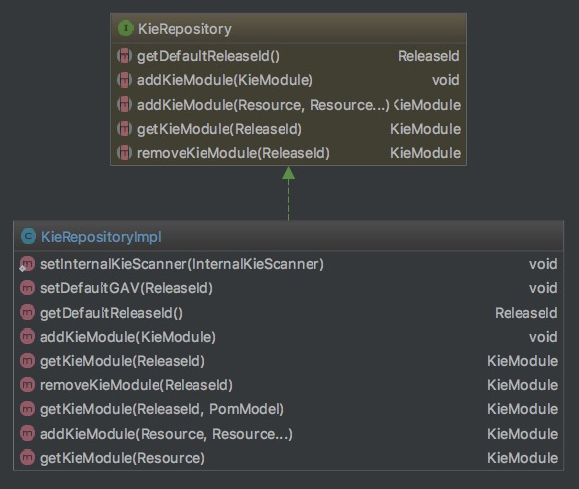 I KieRepository
m getDefaultReleaseId() ReleaseId
m addKieModule(KieModule) void
m addKieModule(Resource, Resource...) KieModule
m getKieModule(ReleaseId) KieModule
m removeKieModule(ReleaseId) KieModule
C KieRepositoryImpl
m setInternalKieScanner(InternalKieScanner) void
m setDefaultGAV(ReleaseId) void
m getDefaultReleaseId() ReleaseId
m addKieModule(KieModule) void
m getKieModule(ReleaseId) KieModule
m removeKieModule(ReleaseId) KieModule
m getKieModule(ReleaseId, PomModel) KieModule
m addKieModule(Resource, Resource...) KieModule
m getKieModule(Resource) KieModule